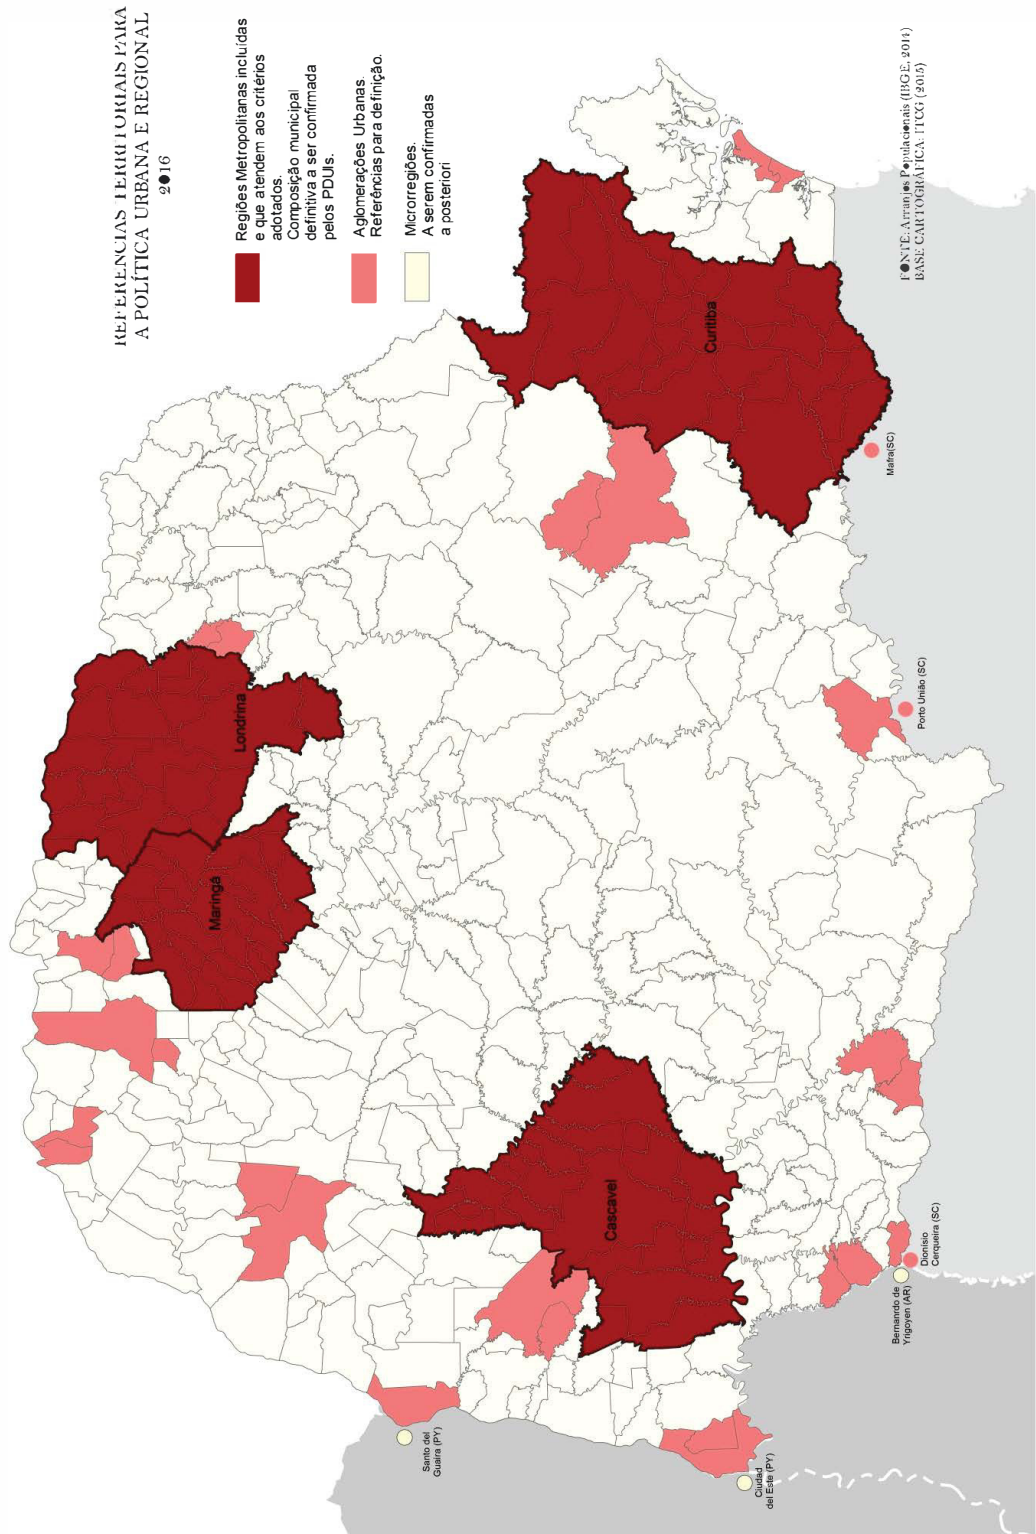 REFERÊNCIAS TERRITORIAIS PARA
A POLÍTICA URBANA E REGIONAL
2016
Regiões Metropolitanas incluídas
e que atendem aos critérios
adotados.
Composição municipal
definitiva a ser confirmada
pelos PDUIs.
Aglomerações Urbanas.
Referências para definição.
Microrregiões.
A serem confirmadas
a posteriori
Londrina
Maringá
Curitiba
Cascavel
Mafra(SC)
Porto União (SC)
Dionísio
Cerqueira (SC)
Bernanrdo de
Yrigoyen (AR)
Santo del
Guaira (PY)
Ciudad
del Este (PY)
FONTE: Arranjos Populacionais (IBGE, 2014)
BASE CARTOGRÁFICA: ITCG (2015)